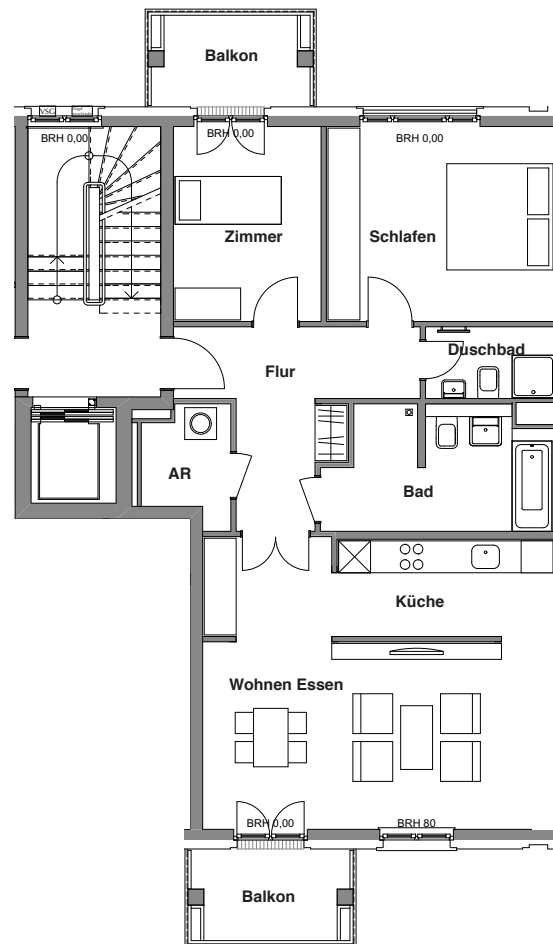 Balkon
VSG
BRH 0,00
BRH 0,00
BRH 0,00
Zimmer
Schlafen
Duschbad
Flur
AR
Bad
Küche
Wohnen Essen
BRH 0,00
BRH 80
Balkon